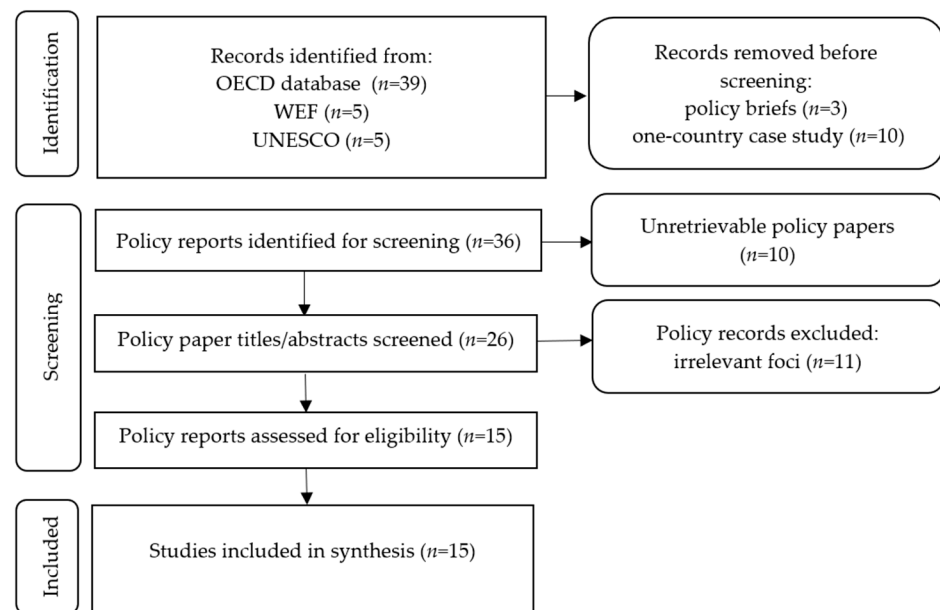 Identification
Records identified from:
OECD database (n=39)
WEF (n=5)
UNESCO (n=5)
Records removed before
screening:
policy briefs (n=3)
one-country case study (n=10)
Screening
Policy reports identified for screening (n=36)
Unretrievable policy papers
(n=10)
Policy paper titles/abstracts screened (n=26)
Policy records excluded:
irrelevant foci (n=11)
Policy reports assessed for eligibility (n=15)
Included
Studies included in synthesis (n=15)